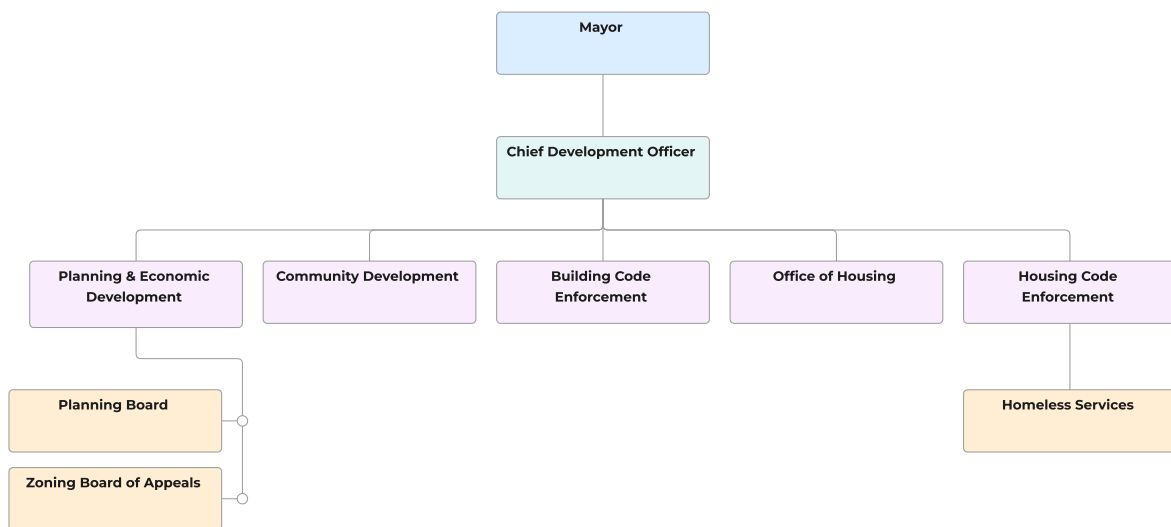 Mayor
Chief Development Officer
Planning & Economic
Development
Community Development
Building Code
Enforcement
Office of Housing
Housing Code
Enforcement
Planning Board
Homeless Services
Zoning Board of Appeals